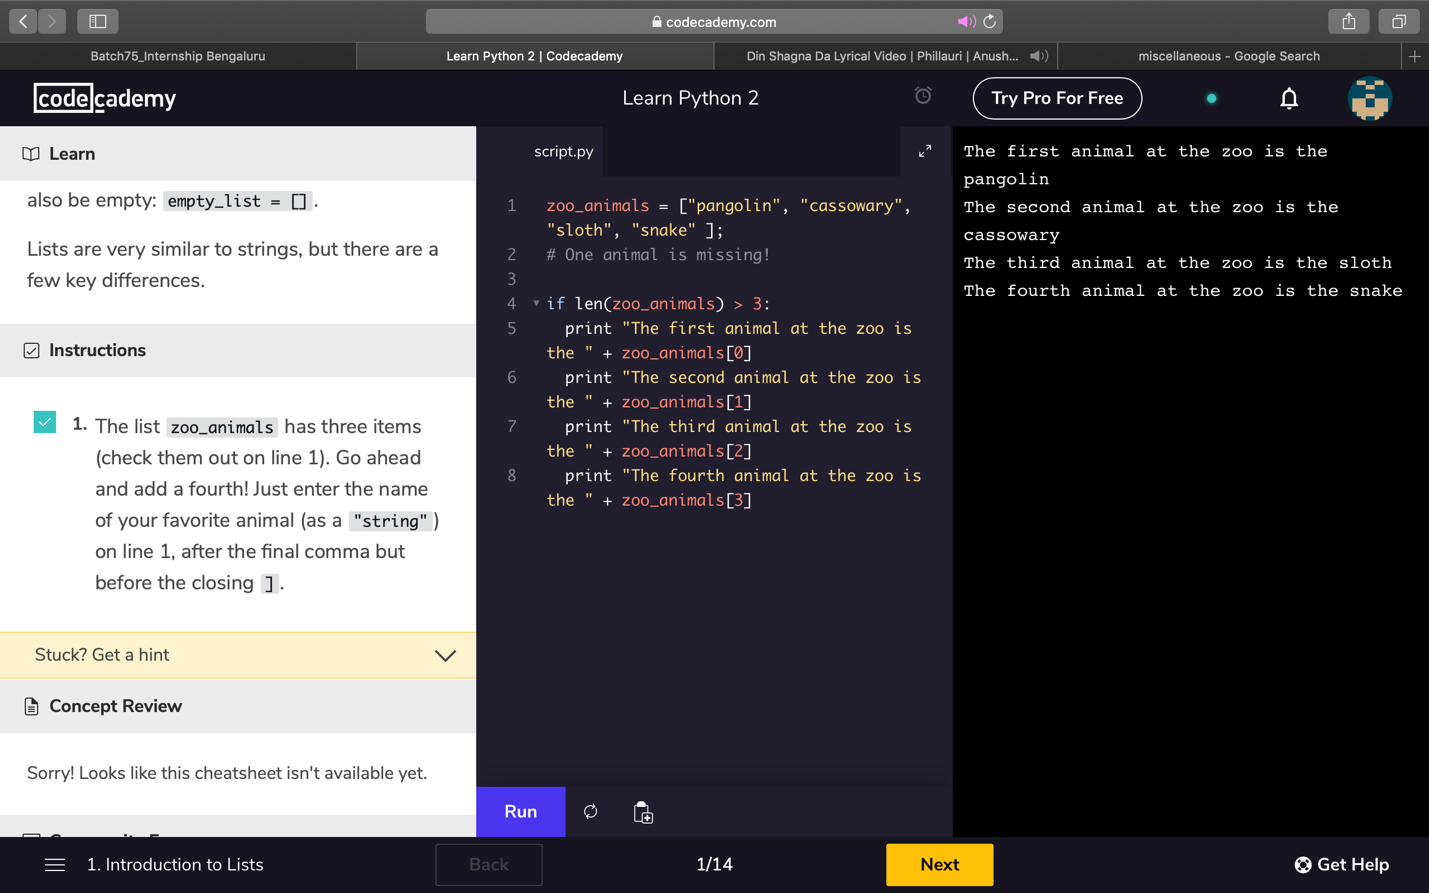 codecademy.com
Batch75_Internship Bengaluru
Learn Python 2 | Codecademy
Din Shagna Da Lyrical Video | Phillauri | Anush...
miscellaneous - Google Search
codecademy
Learn Python 2
Try Pro For Free
Learn
also be empty: empty_list = [].
Lists are very similar to strings, but there are a
few key differences.
Instructions
1. The list zoo_animals has three items
(check them out on line 1). Go ahead
and add a fourth! Just enter the name
of your favorite animal (as a "string")
on line 1, after the final comma but
before the closing ].
Stuck? Get a hint
Concept Review
Sorry! Looks like this cheatsheet isn't available yet.
script.py
1 zoo_animals = ["pangolin", "cassowary",
"sloth", "snake" ];
2 # One animal is missing!
3
4 if len(zoo_animals) > 3:
5 print "The first animal at the zoo is
the " + zoo_animals[0]
6 print "The second animal at the zoo is
the " + zoo_animals[1]
7 print "The third animal at the zoo is
the " + zoo_animals[2]
8 print "The fourth animal at the zoo is
the " + zoo_animals[3]
Run
The first animal at the zoo is the
pangolin
The second animal at the zoo is the
cassowary
The third animal at the zoo is the sloth
The fourth animal at the zoo is the snake
1. Introduction to Lists
Back
1/14
Next
Get Help